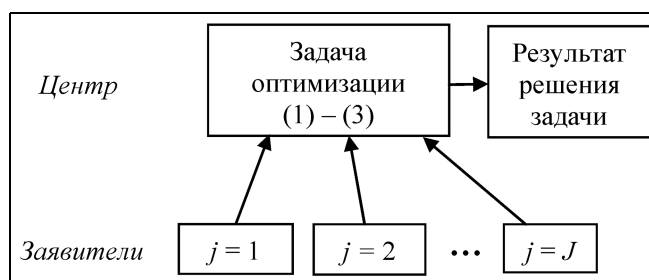 Центр
Задача
оптимизации
(1) – (3)
Результат
решения
задачи
Заявители
j = 1
j = 2
...
j = J